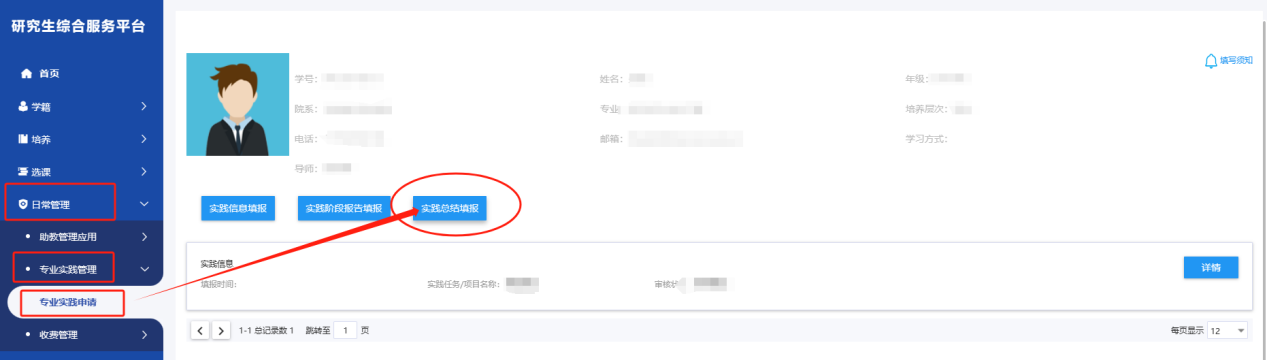 研究生综合服务平台
首页
学籍
培养
选课
日常管理
助教管理应用
专业实践管理
专业实践申请
收费管理
填写须知
学号: 姓名: 年级:
院系: 专业: 培养层次:
电话: 邮箱: 学习方式:
导师:
实践信息填报 实践阶段报告填报 实践总结填报
实践信息
详情
填报时间: 实践任务/项目名称: 审核状
1-1 总记录数 1 跳转至 1 页 每页显示 12